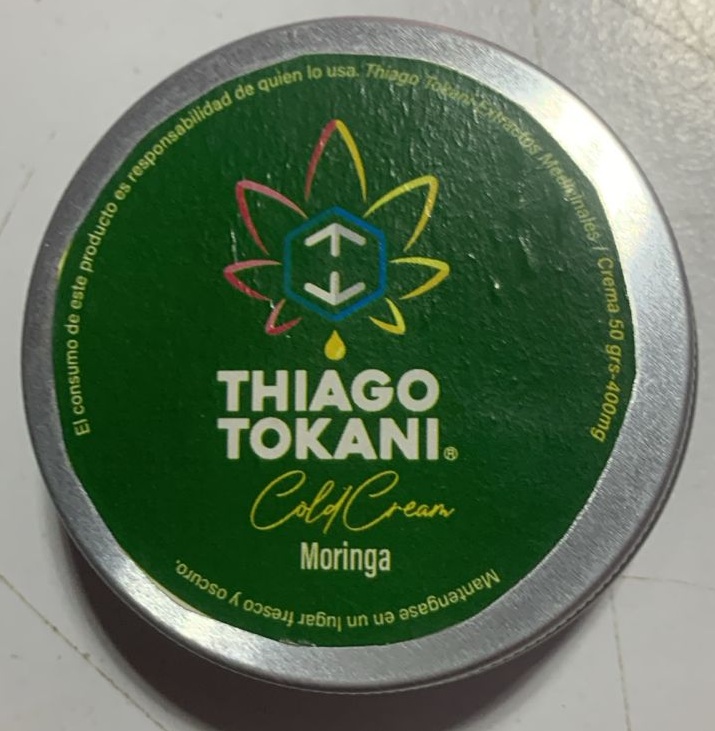 El consumo de este producto es responsabilidad de quien lo usa. Thiago Tokani-Extractos Medicinales / Crema 50 grs-400mg
THIAGO
TOKANI®
Cold Cream
Moringa
Mantengase en un lugar fresco y oscuro.